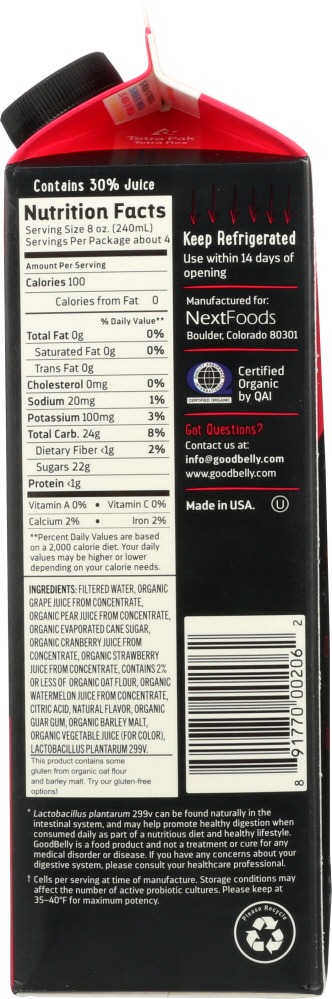 Tetra Pak
Tetra Rex
Contains 30% Juice
Nutrition Facts
Serving Size 8 oz. (240mL)
Servings Per Package about 4
Amount Per Serving
Calories 100
Calories from Fat 0
% Daily Value**
Total Fat 0g 0%
Saturated Fat 0g 0%
Trans Fat 0g
Cholesterol 0mg 0%
Sodium 20mg 1%
Potassium 100mg 3%
Total Carb. 24g 8%
Dietary Fiber <1g 2%
Sugars 22g
Protein <1g
Vitamin A 0% • Vitamin C 0%
Calcium 2% • Iron 2%
**Percent Daily Values are based
on a 2,000 calorie diet. Your daily
values may be higher or lower
depending on your calorie needs.
INGREDIENTS: FILTERED WATER, ORGANIC
GRAPE JUICE FROM CONCENTRATE,
ORGANIC PEAR JUICE FROM CONCENTRATE,
ORGANIC EVAPORATED CANE SUGAR,
ORGANIC CRANBERRY JUICE FROM
CONCENTRATE, ORGANIC STRAWBERRY
JUICE FROM CONCENTRATE, CONTAINS 2%
OR LESS OF: ORGANIC OAT FLOUR, ORGANIC
WATERMELON JUICE FROM CONCENTRATE,
CITRIC ACID, NATURAL FLAVOR, ORGANIC
GUAR GUM, ORGANIC BARLEY MALT,
ORGANIC VEGETABLE JUICE (FOR COLOR),
LACTOBACILLUS PLANTARUM 299V.
This product contains some
gluten from organic oat flour
and barley malt. Try our gluten-free
options!
Keep Refrigerated
Use within 14 days of
opening
Manufactured for:
NextFoods
Boulder, Colorado 80301
CERTIFIED ORGANIC
Certified
Organic
by QAI
Got Questions?
Contact us at:
info@goodbelly.com
www.goodbelly.com
Made in USA. U
8 91770 00206 2
* Lactobacillus plantarum 299v can be found naturally in the
intestinal system, and may help promote healthy digestion when
consumed daily as part of a nutritious diet and healthy lifestyle.
GoodBelly is a food product and not a treatment or cure for any
medical disorder or disease. If you have any concerns about your
digestive system, please consult your healthcare professional.
† Cells per serving at time of manufacture. Storage conditions may
affect the number of active probiotic cultures. Please keep at
35-40°F for maximum potency.
Please Recycle